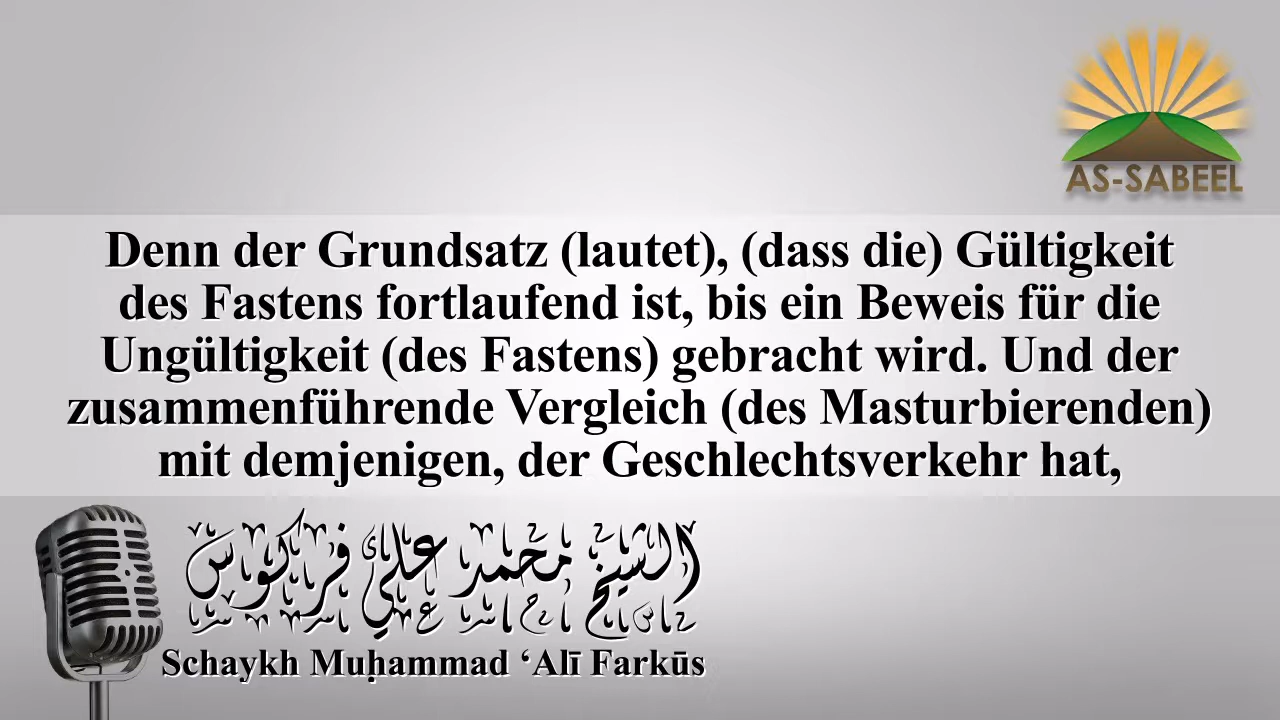 AS-SABEEL
Denn der Grundsatz (lautet), (dass die) Gültigkeit
des Fastens fortlaufend ist, bis ein Beweis für die
Ungültigkeit (des Fastens) gebracht wird. Und der
zusammenführende Vergleich (des Masturbierenden)
mit demjenigen, der Geschlechtsverkehr hat,
الشيخ محمد علي فركوس
Schaykh Muḥammad ‘Alī Farkūs